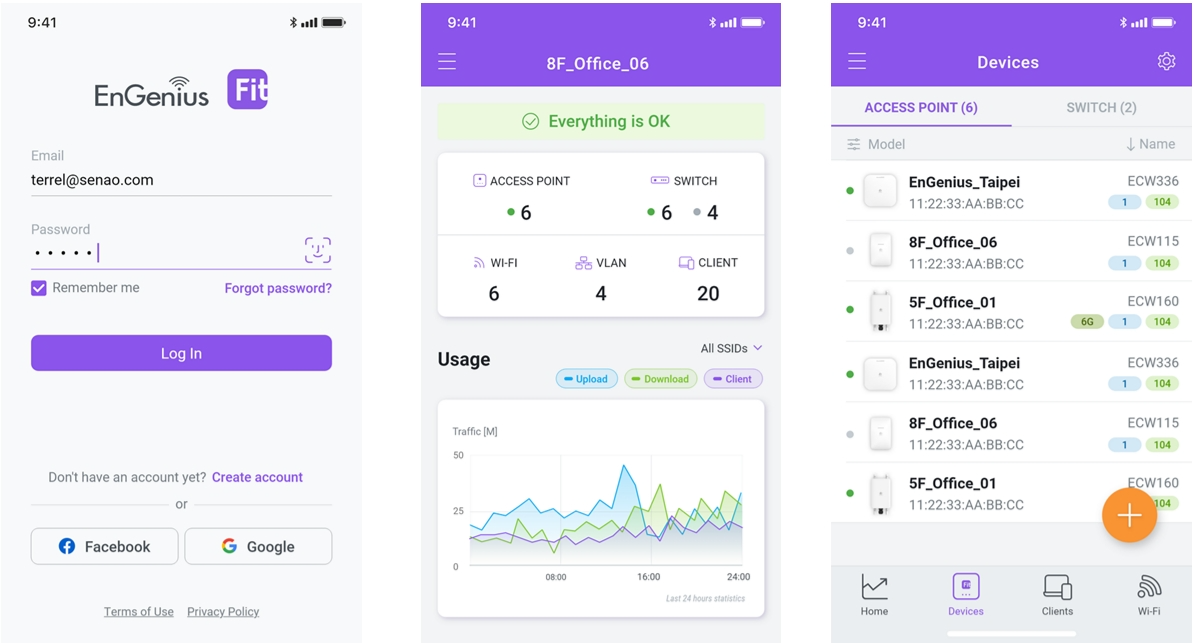 9:41
EnGenius Fit
Email
terrel@senao.com
Password
Remember me
Forgot password?
Log In
Don't have an account yet? Create account
or
Facebook
Google
Terms of Use
Privacy Policy
9:41
8F_Office_06
Everything is OK
ACCESS POINT
SWITCH
6
6
4
WI-FI
VLAN
CLIENT
6
4
20
Usage
All SSIDs
Upload
Download
Client
Traffic [M]
50
25
0
08:00
16:00
24:00
Last 24 hours statistics
9:41
Devices
ACCESS POINT (6)
SWITCH (2)
Model
Name
EnGenius_Taipei
ECW336
11:22:33:AA:BB:CC
1
104
8F_Office_06
ECW115
11:22:33:AA:BB:CC
1
104
5F_Office_01
ECW160
11:22:33:AA:BB:CC
6G
1
104
EnGenius_Taipei
ECW336
11:22:33:AA:BB:CC
1
104
8F_Office_06
ECW115
11:22:33:AA:BB:CC
1
104
5F_Office_01
ECW160
11:22:33:AA:BB:CC
104
Fit
Home
Devices
Clients
Wi-Fi